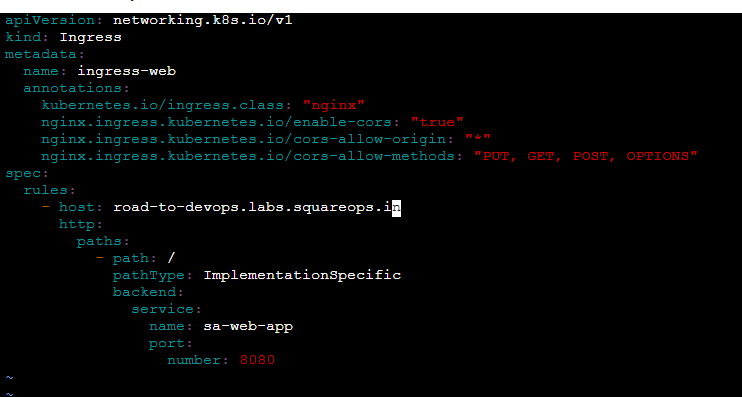 apiVersion: networking.k8s.io/v1
kind: Ingress
metadata:
  name: ingress-web
  annotations:
    kubernetes.io/ingress.class: "nginx"
    nginx.ingress.kubernetes.io/enable-cors: "true"
    nginx.ingress.kubernetes.io/cors-allow-origin: "*"
    nginx.ingress.kubernetes.io/cors-allow-methods: "PUT, GET, POST, OPTIONS"
spec:
  rules:
    - host: road-to-devops.labs.squareops.in
      http:
        paths:
          - path: /
            pathType: ImplementationSpecific
            backend:
              service:
                name: sa-web-app
                port:
                  number: 8080
~
~